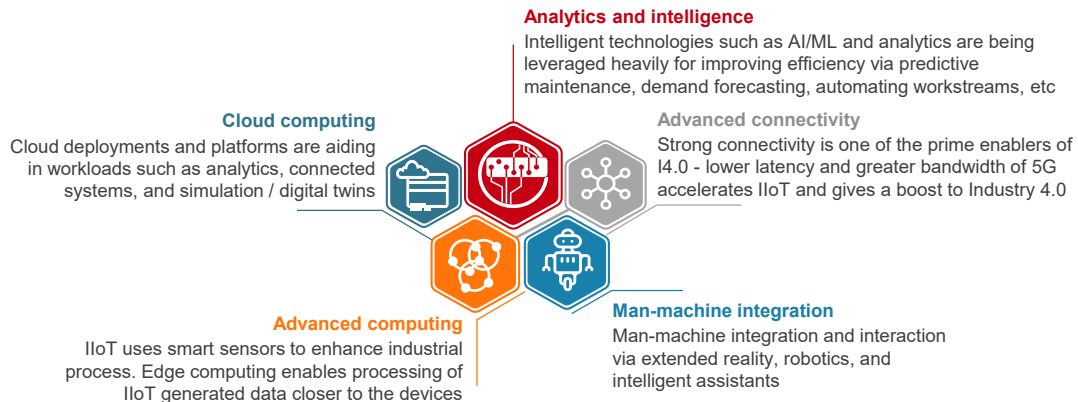 Analytics and intelligence
Intelligent technologies such as AI/ML and analytics are being
leveraged heavily for improving efficiency via predictive
maintenance, demand forecasting, automating workstreams, etc
Cloud computing
Cloud deployments and platforms are aiding
in workloads such as analytics, connected
systems, and simulation / digital twins
Advanced connectivity
Strong connectivity is one of the prime enablers of
I4.0 - lower latency and greater bandwidth of 5G
accelerates IIoT and gives a boost to Industry 4.0
Advanced computing
IIoT uses smart sensors to enhance industrial
process. Edge computing enables processing of
IIoT generated data closer to the devices
Man-machine integration
Man-machine integration and interaction
via extended reality, robotics, and
intelligent assistants